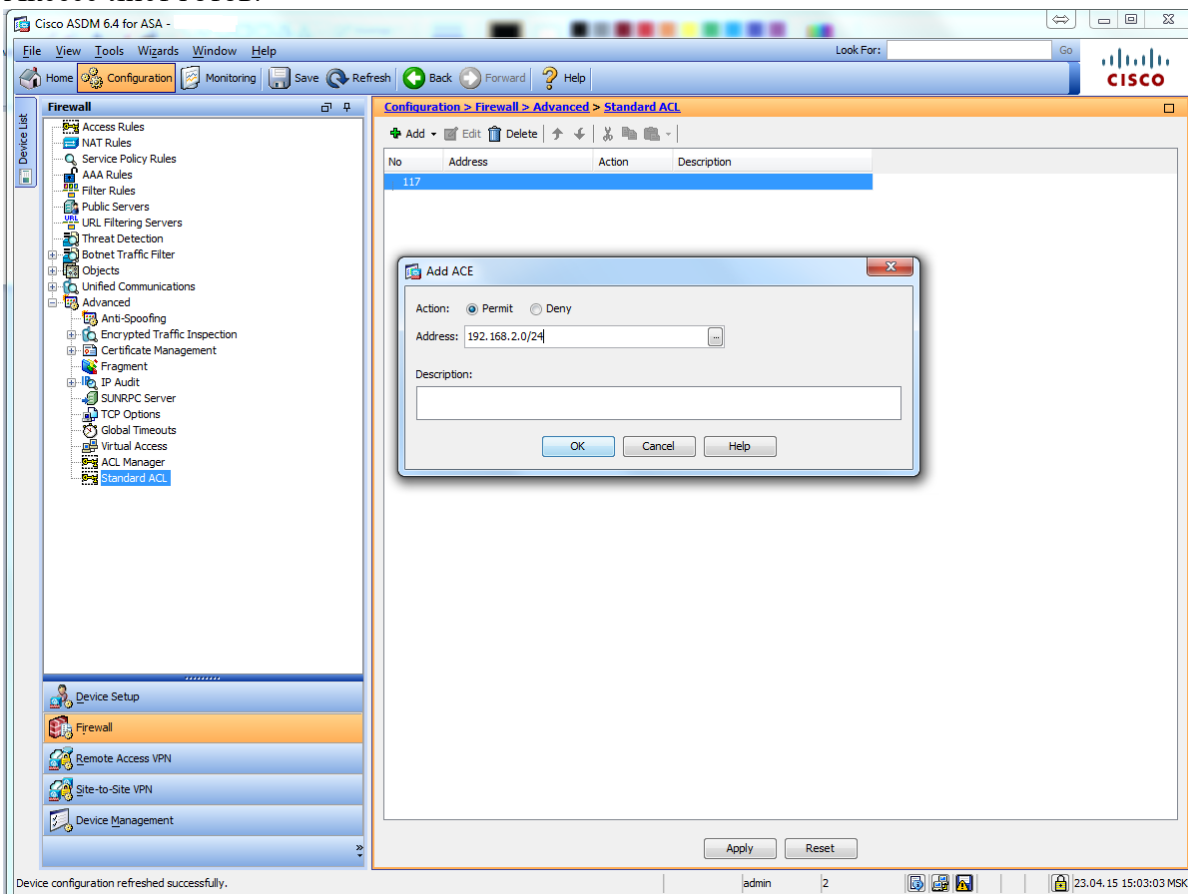 Cisco ASDM 6.4 for ASA -
File View Tools Wizards Window Help
Look For:
Go
Home Configuration Monitoring Save Refresh Back Forward Help
CISCO
Device List
Firewall
Access Rules
NAT Rules
Service Policy Rules
AAA Rules
Filter Rules
Public Servers
URL Filtering Servers
Threat Detection
Botnet Traffic Filter
Objects
Unified Communications
Advanced
Anti-Spoofing
Encrypted Traffic Inspection
Certificate Management
Fragment
IP Audit
SUNRPC Server
TCP Options
Global Timeouts
Virtual Access
ACL Manager
Standard ACL
Device Setup
Firewall
Remote Access VPN
Site-to-Site VPN
Device Management
Configuration > Firewall > Advanced > Standard ACL
Add Edit Delete
No Address Action Description
117
Add ACE
Action: Permit Deny
Address: 192.168.2.0/24
...
Description:
OK Cancel Help
Apply Reset
Device configuration refreshed successfully.
admin 2 23.04.15 15:03:03 MSK